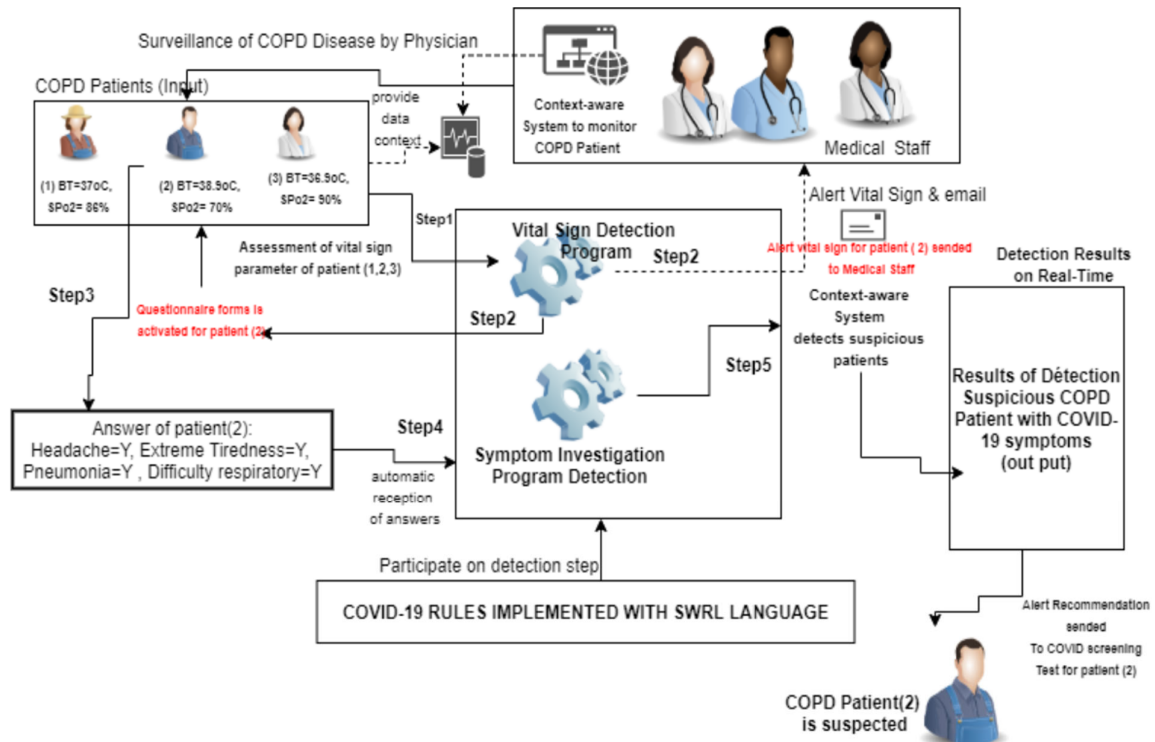 Surveillance of COPD Disease by Physician
COPD Patients (Input)
provide
data
context
(1) BT=37oC,
SPo2= 86%
(2) BT=38.9oC,
SPo2= 70%
(3) BT=36.9oC,
SPo2= 90%
Context-aware
System to monitor
COPD Patient
Medical Staff
Step1
Assessment of vital sign
parameter of patient (1,2,3)
Vital Sign Detection
Program
Step2
Alert Vital Sign & email
Alert vital sign for patient ( 2) sended
to Medical Staff
Detection Results
on Real-Time
Step3
Questionnaire forms is
activated for patient (2)
Step2
Context-aware
System
detects suspicious
patients
Step5
Results of Détection
Suspicious COPD
Patient with COVID-
19 symptoms
(out put)
Answer of patient(2):
Headache=Y, Extreme Tiredness=Y,
Pneumonia=Y , Difficulty respiratory=Y
Step4
automatic
reception
of answers
Symptom Investigation
Program Detection
Participate on detection step
COVID-19 RULES IMPLEMENTED WITH SWRL LANGUAGE
Alert Recommendation
sended
To COVID screening
Test for patient (2)
COPD Patient(2)
is suspected